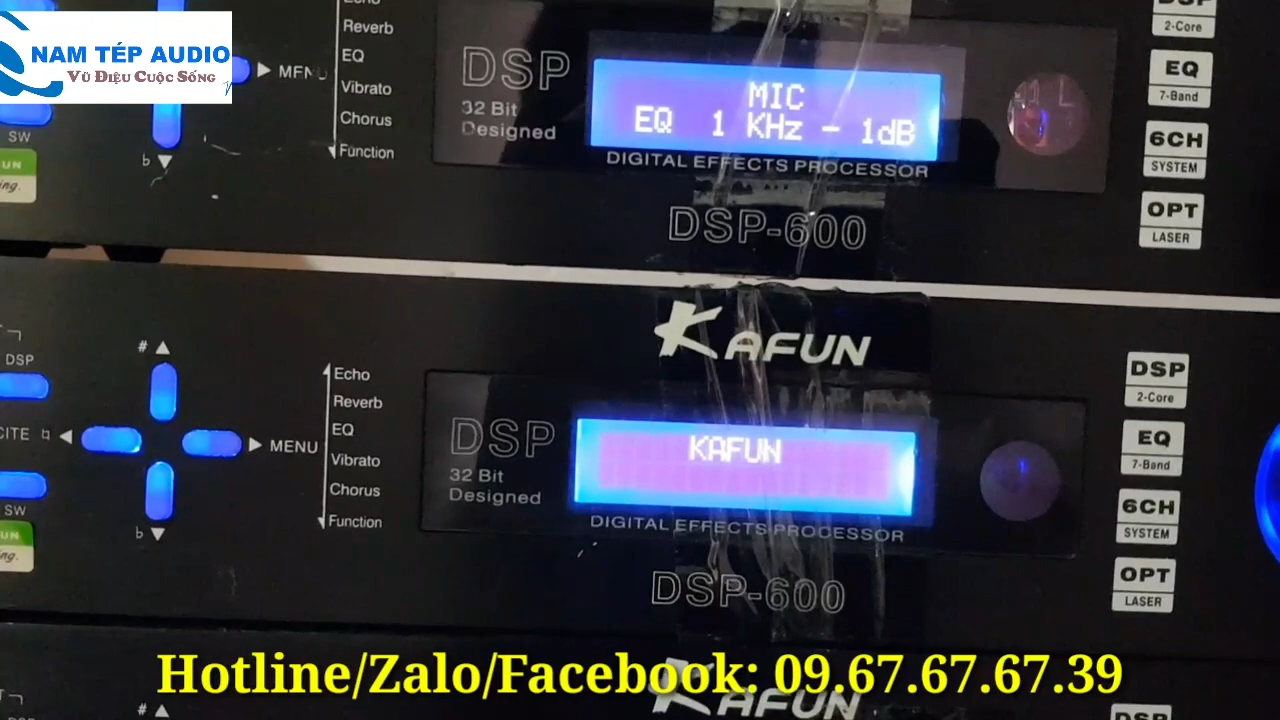 NAM TÉP AUDIO
Vũ Điệu Cuộc Sống
Reverb
EQ
Vibrato
Chorus
Function
SW
b
DSP
32 Bit
Designed
MIC
EQ 1 KHz - 1dB
DIGITAL EFFECTS PROCESSOR
DSP-600
DSP
2-Core
EQ
7-Band
6CH
SYSTEM
OPT
LASER
KAFUN
DSP
SW
#
b
MENU
Echo
Reverb
EQ
Vibrato
Chorus
Function
DSP
32 Bit
Designed
KAFUN
DIGITAL EFFECTS PROCESSOR
DSP-600
DSP
2-Core
EQ
7-Band
6CH
SYSTEM
OPT
LASER
Hotline/Zalo/Facebook: 09.67.67.67.39
KAFUN
#
DSP